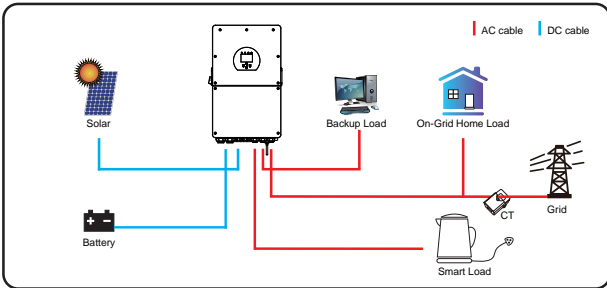 AC cable
DC cable
Solar
Backup Load
On-Grid Home Load
CT
Grid
Battery
Smart Load